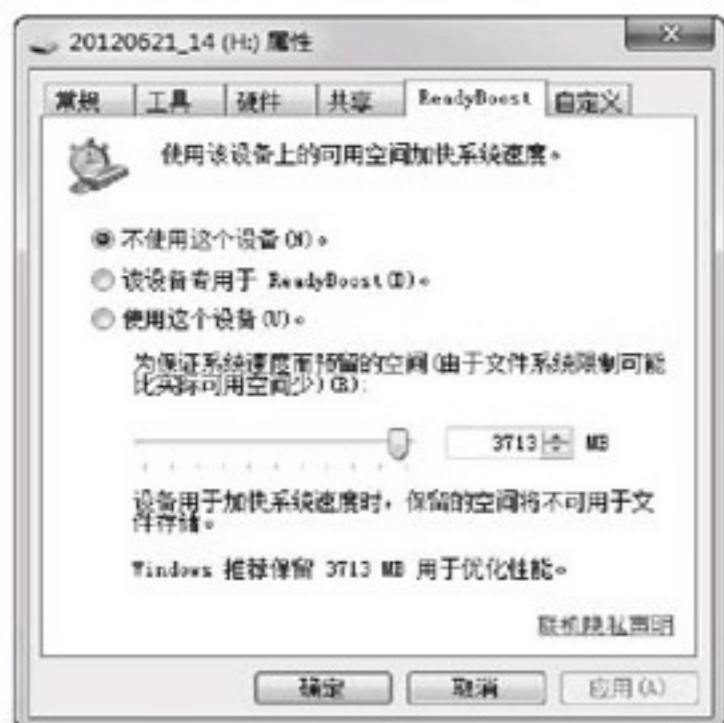 20120621_14 (H:) 属性
常规 工具 硬件 共享 ReadyBoost 自定义
使用该设备上的可用空间加快系统速度。
不使用这个设备(N)。
该设备专用于 ReadyBoost(D)。
使用这个设备(U)。
为保证系统速度而预留的空间(由于文件系统限制可能
比实际可用空间少)(R):
3713 MB
设备用于加快系统速度时，保留的空间将不可用于文
件存储。
Windows 推荐保留 3713 MB 用于优化性能。
联机隐私声明
确定 取消 应用(A)